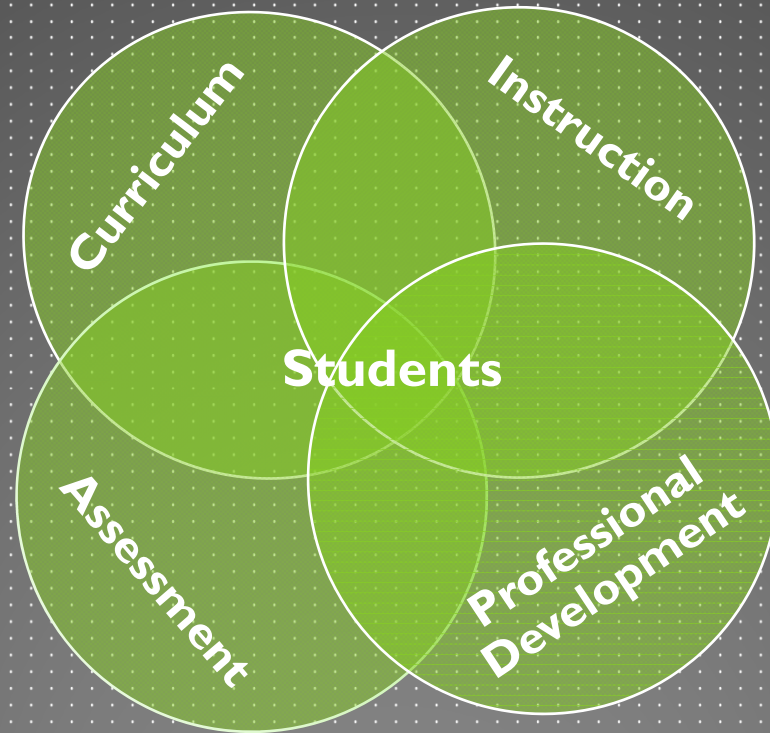 Curriculum
Instruction
Students
Assessment
Professional
Development